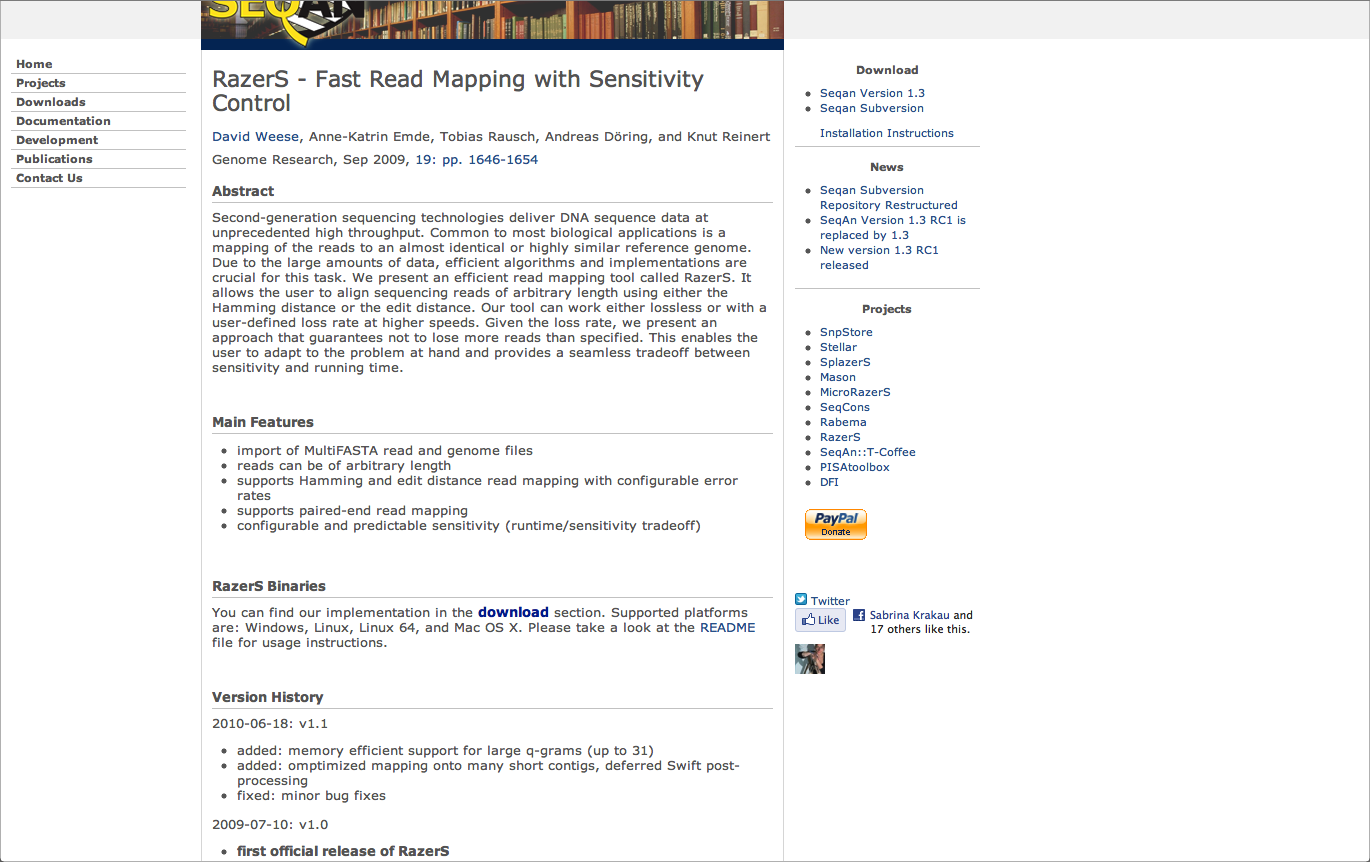 SEQAN
Home
Projects
Downloads
Documentation
Development
Publications
Contact Us
RazerS - Fast Read Mapping with Sensitivity
Control
David Weese, Anne-Katrin Emde, Tobias Rausch, Andreas Döring, and Knut Reinert
Genome Research, Sep 2009, 19: pp. 1646-1654
Abstract
Second-generation sequencing technologies deliver DNA sequence data at
unprecedented high throughput. Common to most biological applications is a
mapping of the reads to an almost identical or highly similar reference genome.
Due to the large amounts of data, efficient algorithms and implementations are
crucial for this task. We present an efficient read mapping tool called RazerS. It
allows the user to align sequencing reads of arbitrary length using either the
Hamming distance or the edit distance. Our tool can work either lossless or with a
user-defined loss rate at higher speeds. Given the loss rate, we present an
approach that guarantees not to lose more reads than specified. This enables the
user to adapt to the problem at hand and provides a seamless tradeoff between
sensitivity and running time.
Main Features
import of MultiFASTA read and genome files
reads can be of arbitrary length
supports Hamming and edit distance read mapping with configurable error
rates
supports paired-end read mapping
configurable and predictable sensitivity (runtime/sensitivity tradeoff)
RazerS Binaries
You can find our implementation in the download section. Supported platforms
are: Windows, Linux, Linux 64, and Mac OS X. Please take a look at the README
file for usage instructions.
Version History
2010-06-18: v1.1
added: memory efficient support for large q-grams (up to 31)
added: omptimized mapping onto many short contigs, deferred Swift post-
processing
fixed: minor bug fixes
2009-07-10: v1.0
first official release of RazerS
Download
Seqan Version 1.3
Seqan Subversion
Installation Instructions
News
Seqan Subversion
Repository Restructured
SeqAn Version 1.3 RC1 is
replaced by 1.3
New version 1.3 RC1
released
Projects
SnpStore
Stellar
SplazerS
Mason
MicroRazerS
SeqCons
Rabema
RazerS
SeqAn::T-Coffee
PISAtoolbox
DFI
PayPal
Donate
Twitter
Like
Sabrina Krakau and
17 others like this.